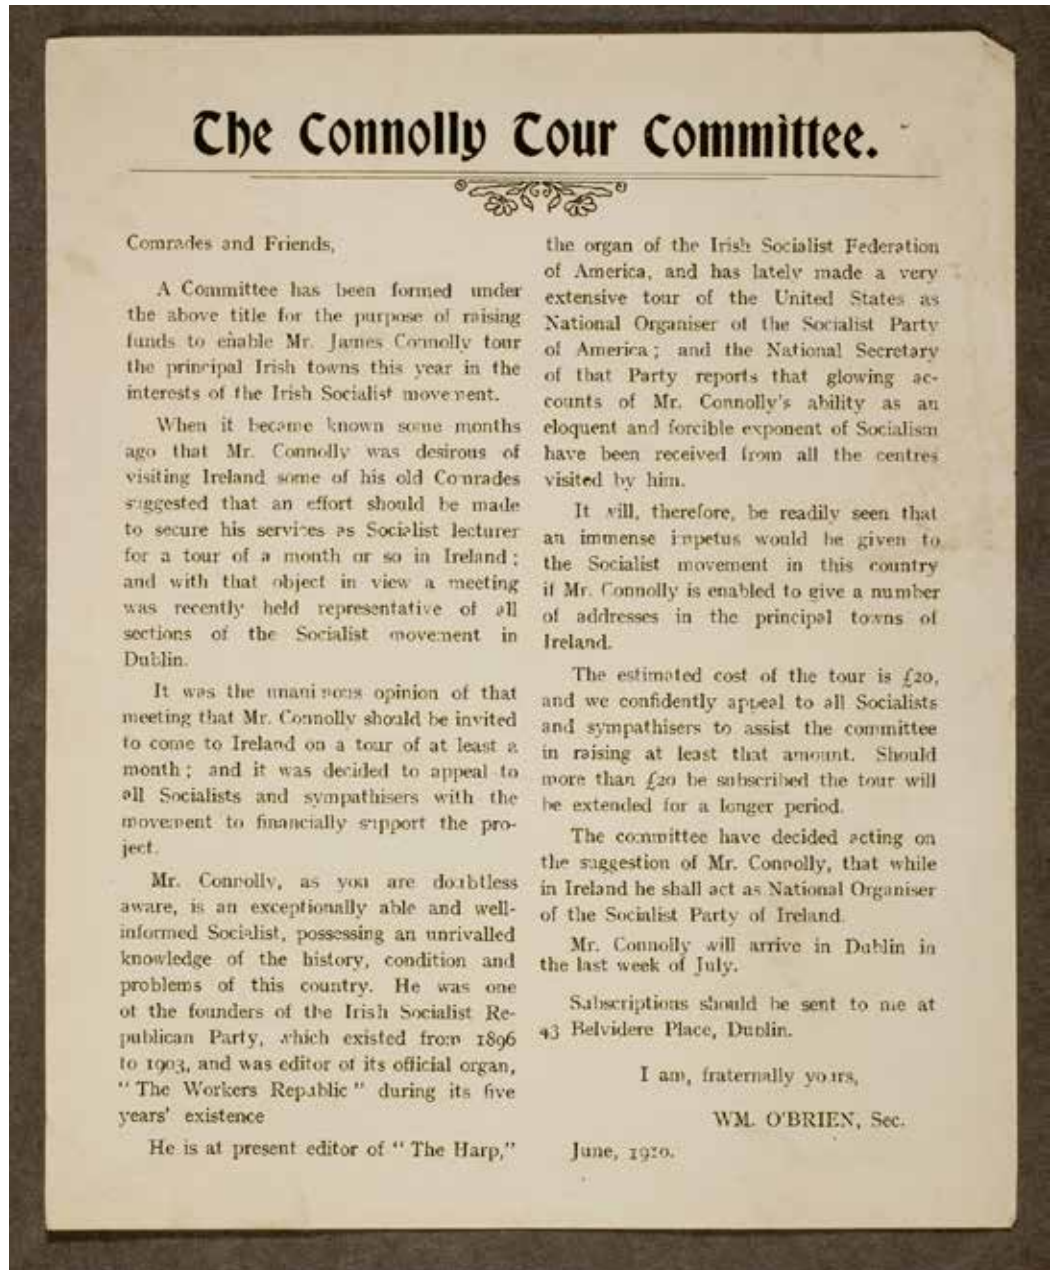 The Connolly Tour Committee.
Comrades and Friends,
A Committee has been formed under
the above title for the purpose of raising
funds to enable Mr. James Connolly tour
the principal Irish towns this year in the
interests of the Irish Socialist movement.
When it became known some months
ago that Mr. Connolly was desirous of
visiting Ireland some of his old Comrades
suggested that an effort should be made
to secure his services as Socialist lecturer
for a tour of a month or so in Ireland ;
and with that object in view a meeting
was recently held representative of all
sections of the Socialist movement in
Dublin.
It was the unanimous opinion of that
meeting that Mr. Connolly should be invited
to come to Ireland on a tour of at least a
month ; and it was decided to appeal to
all Socialists and sympathisers with the
movement to financially support the pro-
ject.
Mr. Connolly, as you are doubtless
aware, is an exceptionally able and well-
informed Socialist, possessing an unrivalled
knowledge of the history, condition and
problems of this country. He was one
of the founders of the Irish Socialist Re-
publican Party, which existed from 1896
to 1903, and was editor of its official organ,
" The Workers Republic " during its five
years' existence
He is at present editor of " The Harp,"
the organ of the Irish Socialist Federation
of America, and has lately made a very
extensive tour of the United States as
National Organiser of the Socialist Party
of America ; and the National Secretary
of that Party reports that glowing ac-
counts of Mr. Connolly's ability as an
eloquent and forcible exponent of Socialism
have been received from all the centres
visited by him.
It will, therefore, be readily seen that
an immense impetus would be given to
the Socialist movement in this country
if Mr. Connolly is enabled to give a number
of addresses in the principal towns of
Ireland.
The estimated cost of the tour is £20,
and we confidently appeal to all Socialists
and sympathisers to assist the committee
in raising at least that amount. Should
more than £20 be subscribed the tour will
be extended for a longer period.
The committee have decided acting on
the suggestion of Mr. Connolly, that while
in Ireland he shall act as National Organiser
of the Socialist Party of Ireland.
Mr. Connolly will arrive in Dublin in
the last week of July.
Subscriptions should be sent to me at
43 Belvidere Place, Dublin.
I am, fraternally yours,
WM. O'BRIEN, Sec.
June, 1910.